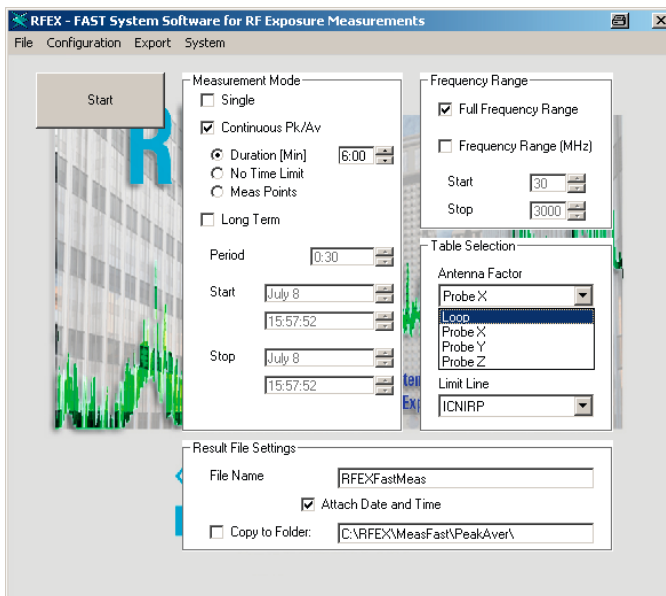 RFEX - FAST System Software for RF Exposure Measurements
File Configuration Export System
Start
Measurement Mode
Single
Continuous Pk/Av
Duration [Min] 6:00
No Time Limit
Meas Points
Long Term
Period 0:30
Start July 8
15:57:52
Stop July 8
15:57:52
Frequency Range
Full Frequency Range
Frequency Range (MHz)
Start 30
Stop 3000
Table Selection
Antenna Factor
Probe X
Loop
Probe X
Probe Y
Probe Z
Limit Line
ICNIRP
Result File Settings
File Name RFEXFastMeas
Attach Date and Time
Copy to Folder: C:\RFEX\MeasFast\PeakAver\